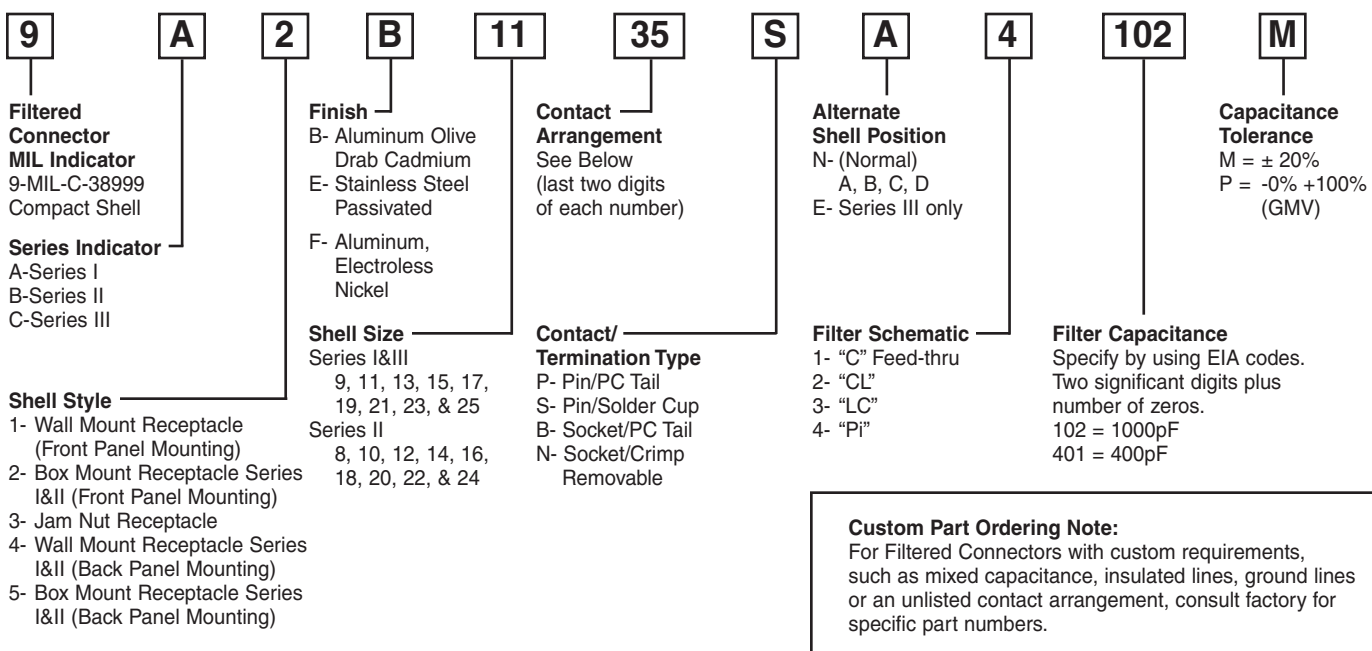 9 A 2 B 11 35 S A 4 102 M
Filtered
Connector
MIL Indicator
9-MIL-C-38999
Compact Shell
Series Indicator
A-Series I
B-Series II
C-Series III
Shell Style
1- Wall Mount Receptacle
(Front Panel Mounting)
2- Box Mount Receptacle Series
I&II (Front Panel Mounting)
3- Jam Nut Receptacle
4- Wall Mount Receptacle Series
I&II (Back Panel Mounting)
5- Box Mount Receptacle Series
I&II (Back Panel Mounting)
Finish
B- Aluminum Olive
Drab Cadmium
E- Stainless Steel
Passivated
F- Aluminum,
Electroless
Nickel
Shell Size
Series I&III
9, 11, 13, 15, 17,
19, 21, 23, & 25
Series II
8, 10, 12, 14, 16,
18, 20, 22, & 24
Contact
Arrangement
See Below
(last two digits
of each number)
Contact/
Termination Type
P- Pin/PC Tail
S- Pin/Solder Cup
B- Socket/PC Tail
N- Socket/Crimp
Removable
Alternate
Shell Position
N- (Normal)
A, B, C, D
E- Series III only
Filter Schematic
1- “C” Feed-thru
2- “CL”
3- “LC”
4- “Pi”
Filter Capacitance
Specify by using EIA codes.
Two significant digits plus
number of zeros.
102 = 1000pF
401 = 400pF
Capacitance
Tolerance
M = ± 20%
P = -0% +100%
(GMV)
Custom Part Ordering Note:
For Filtered Connectors with custom requirements,
such as mixed capacitance, insulated lines, ground lines
or an unlisted contact arrangement, consult factory for
specific part numbers.